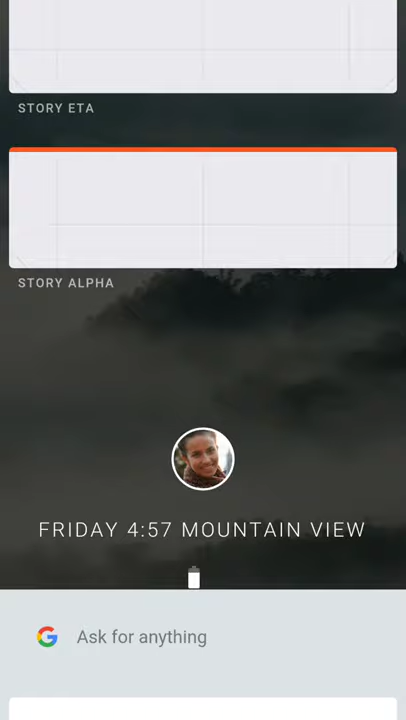 STORY ETA
STORY ALPHA
FRIDAY 4:57 MOUNTAIN VIEW
Ask for anything